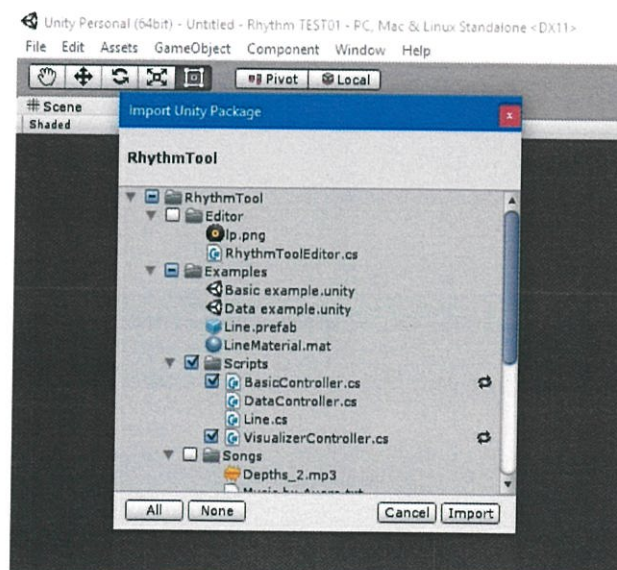 Unity Personal (64bit) - Untitled - Rhythm TEST01 - PC, Mac & Linux Standalone <DX11>
File Edit Assets GameObject Component Window Help
Pivot Local
Scene
Shaded
Import Unity Package
x
RhythmTool
RhythmTool
Editor
lp.png
RhythmToolEditor.cs
Examples
Basic example.unity
Data example.unity
Line.prefab
LineMaterial.mat
Scripts
BasicController.cs
DataController.cs
Line.cs
VisualizerController.cs
Songs
Depths_2.mp3
Music by
All None Cancel Import